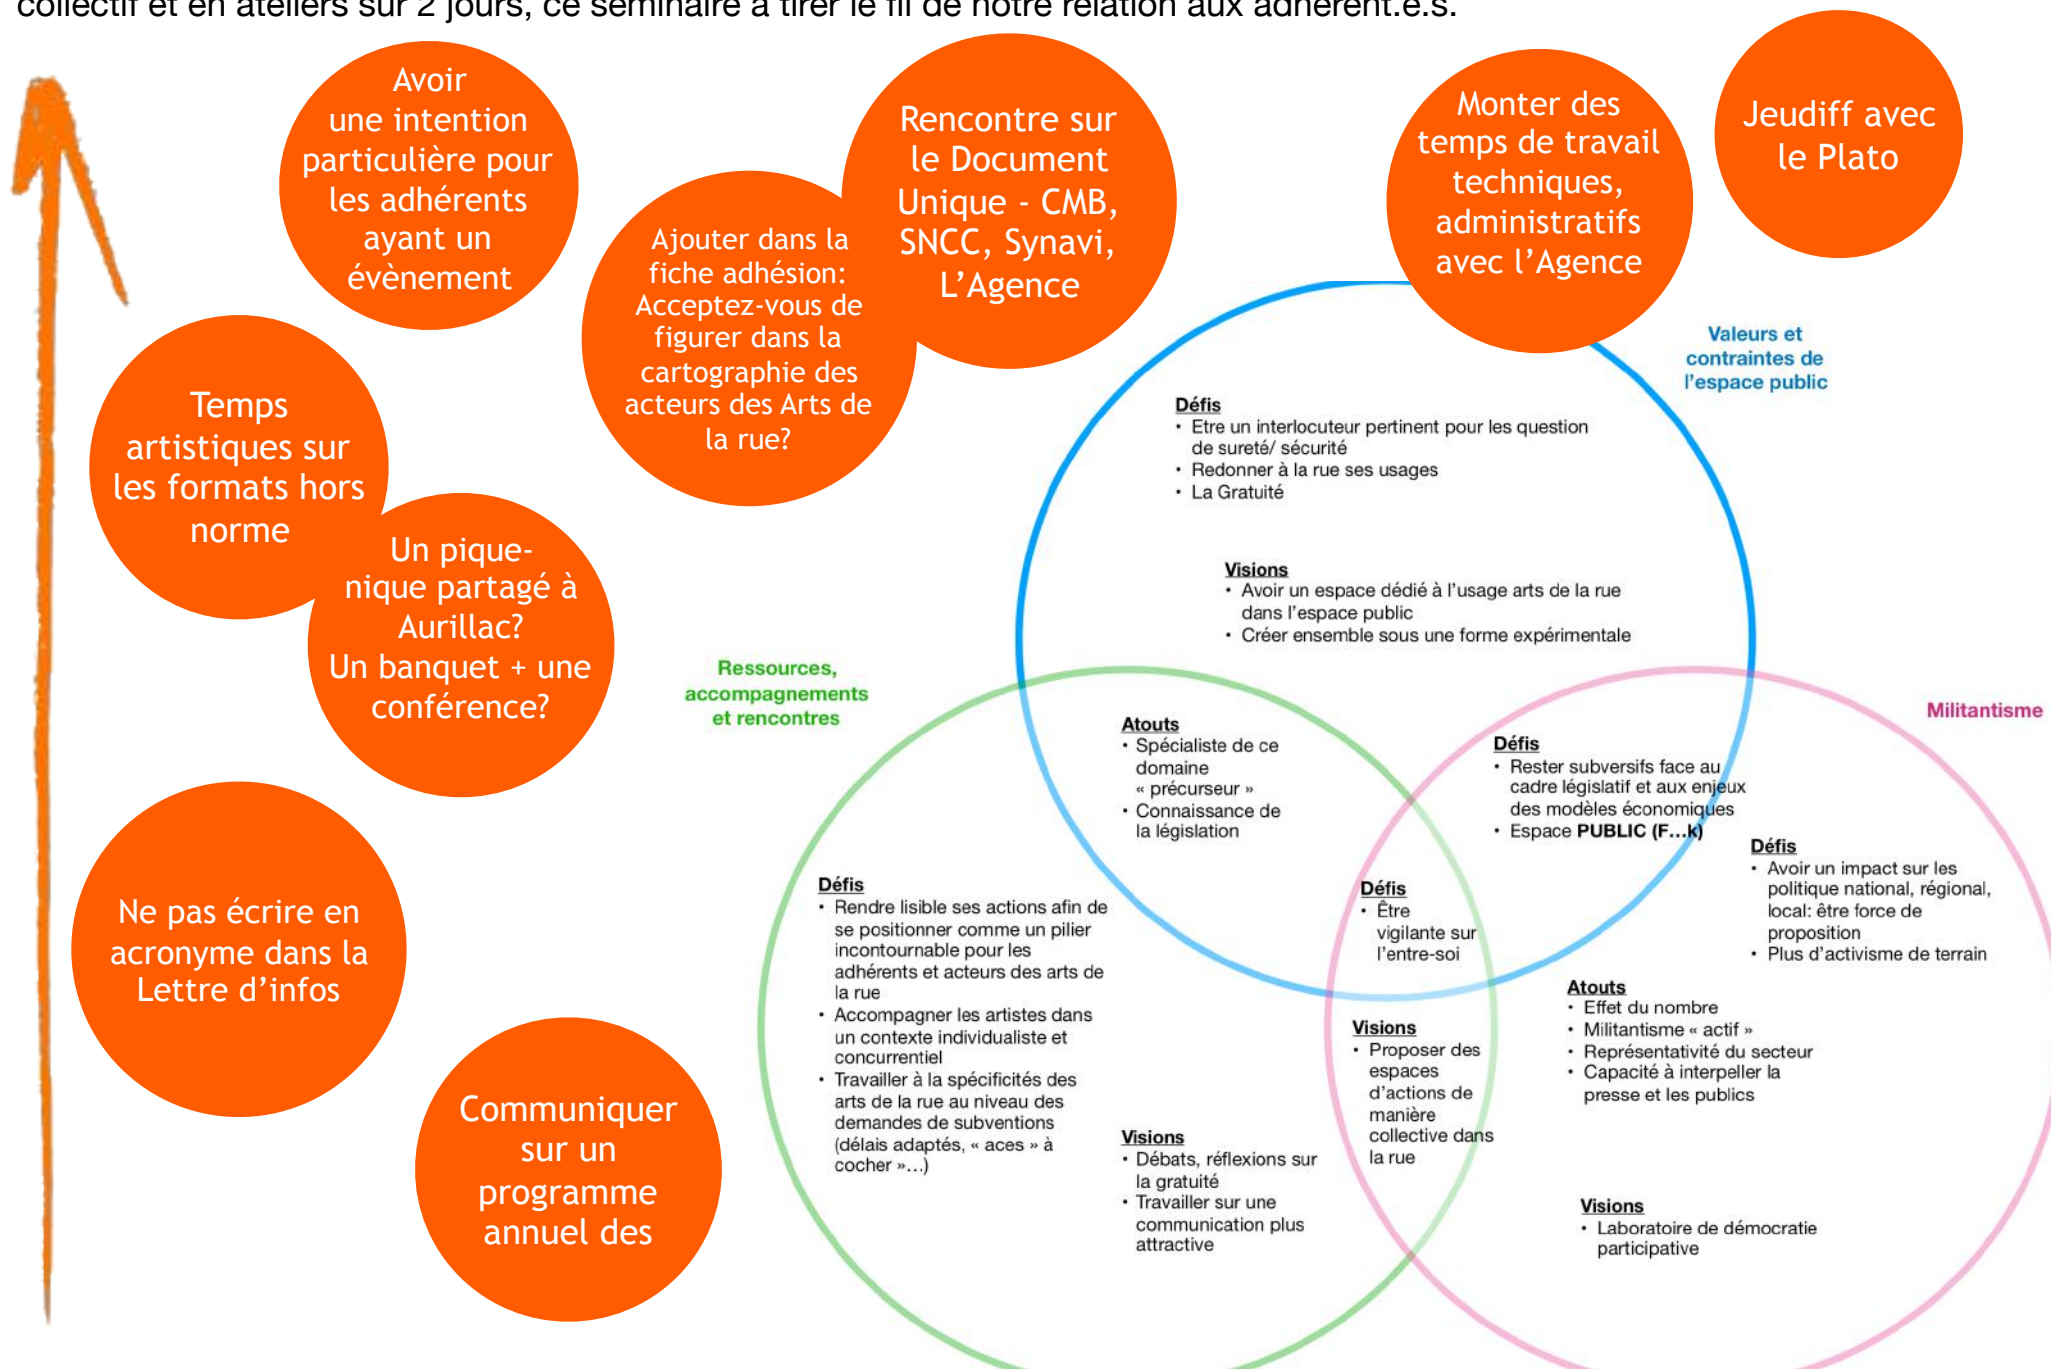 collectif et en ateliers sur 2 jours, ce séminaire a tirer le fil de notre relation aux adhérent.e.s.
Avoir
une intention
particulière pour
les adhérents
ayant un
évènement
Ajouter dans la
fiche adhésion:
Acceptez-vous de
figurer dans la
cartographie des
acteurs des Arts de
la rue?
Rencontre sur
le Document
Unique - CMB,
SNCC, Synavi,
L’Agence
Monter des
temps de travail
techniques,
administratifs
avec l’Agence
Jeudiff avec
le Plato
Temps
artistiques sur
les formats hors
norme
Un pique-
nique partagé à
Aurillac?
Un banquet + une
conférence?
Ne pas écrire en
acronyme dans la
Lettre d’infos
Communiquer
sur un
programme
annuel des
Valeurs et
contraintes de
l’espace public
Défis
• Etre un interlocuteur pertinent pour les question
de sureté/ sécurité
• Redonner à la rue ses usages
• La Gratuité
Visions
• Avoir un espace dédié à l’usage arts de la rue
dans l’espace public
• Créer ensemble sous une forme expérimentale
Ressources,
accompagnements
et rencontres
Militantisme
Atouts
• Spécialiste de ce
domaine
« précurseur »
• Connaissance de
la législation
Défis
• Rester subversifs face au
cadre législatif et aux enjeux
des modèles économiques
• Espace PUBLIC (F…k)
Défis
• Avoir un impact sur les
politique national, régional,
local: être force de
proposition
• Plus d’activisme de terrain
Défis
• Rendre lisible ses actions afin de
se positionner comme un pilier
incontournable pour les
adhérents et acteurs des arts de
la rue
• Accompagner les artistes dans
un contexte individualiste et
concurrentiel
• Travailler à la spécificités des
arts de la rue au niveau des
demandes de subventions
(délais adaptés, « aces » à
cocher »…)
Défis
• Être
vigilante sur
l’entre-soi
Atouts
• Effet du nombre
• Militantisme « actif »
• Représentativité du secteur
• Capacité à interpeller la
presse et les publics
Visions
• Proposer des
espaces
d’actions de
manière
collective dans
la rue
Visions
• Débats, réflexions sur
la gratuité
• Travailler sur une
communication plus
attractive
Visions
• Laboratoire de démocratie
participative